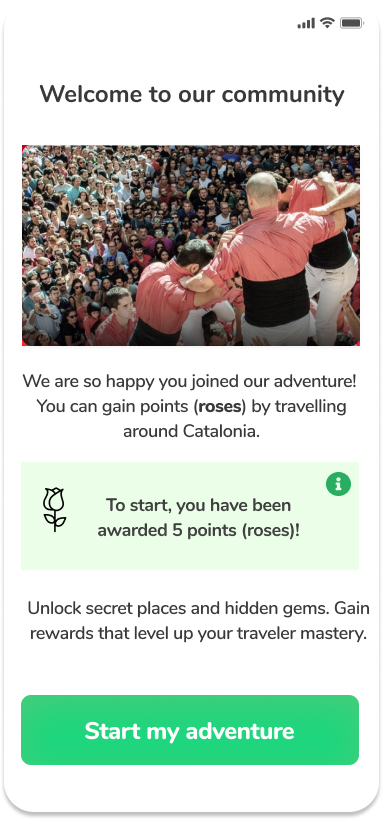 Welcome to our community
We are so happy you joined our adventure!
You can gain points (roses) by travelling
around Catalonia.
i
To start, you have been
awarded 5 points (roses)!
Unlock secret places and hidden gems. Gain
rewards that level up your traveler mastery.
Start my adventure